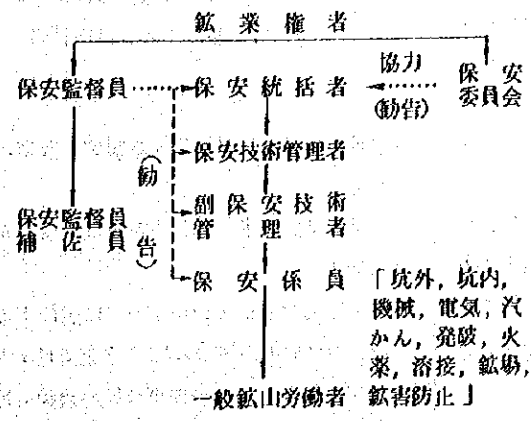 鉱業権者
協力
保安委員会
保安監督員
保安統括者
(勧告)
保安技術管理者
(勧告)
副保安技術管理者
保安監督員補佐員
保安係員
「坑外，坑内，
機械，電気，汽
かん，発破，火
薬，溶接，鉱場，
鉱害防止」
一般鉱山労働者